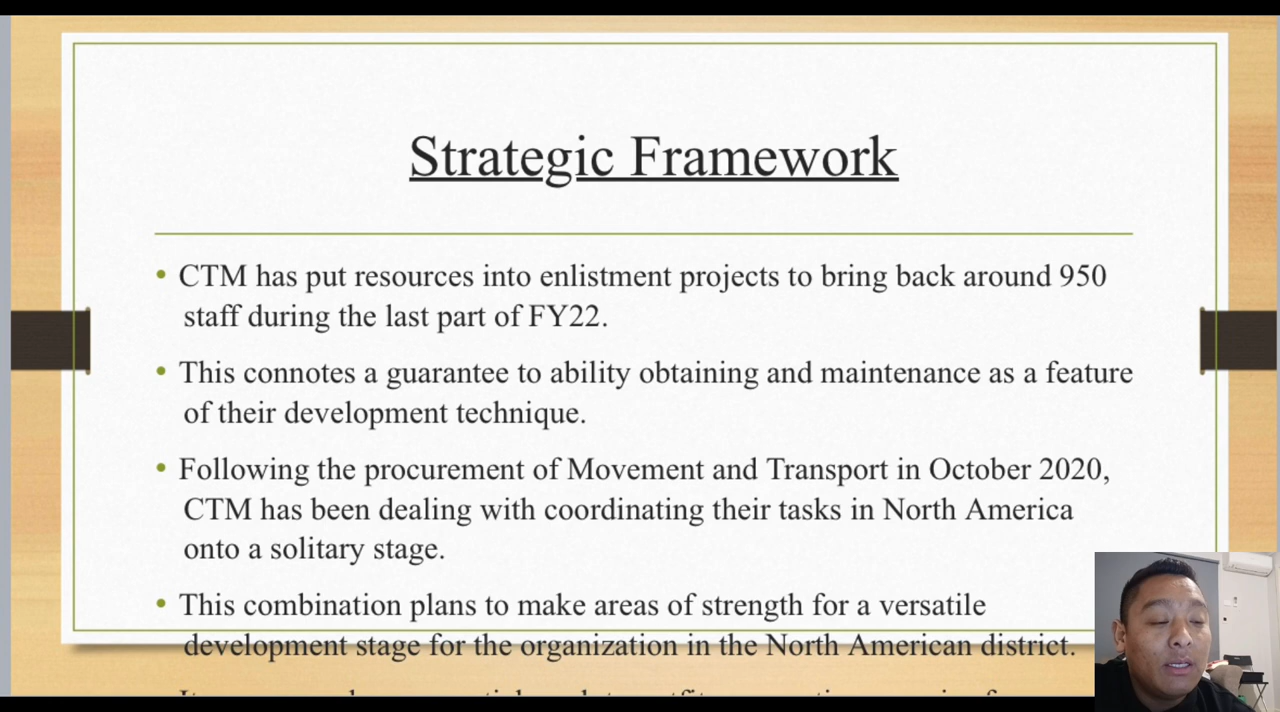 Strategic Framework
• CTM has put resources into enlistment projects to bring back around 950
staff during the last part of FY22.
• This connotes a guarantee to ability obtaining and maintenance as a feature
of their development technique.
• Following the procurement of Movement and Transport in October 2020,
CTM has been dealing with coordinating their tasks in North America
onto a solitary stage.
• This combination plans to make areas of strength for a versatile
development stage for the organization in the North American district.